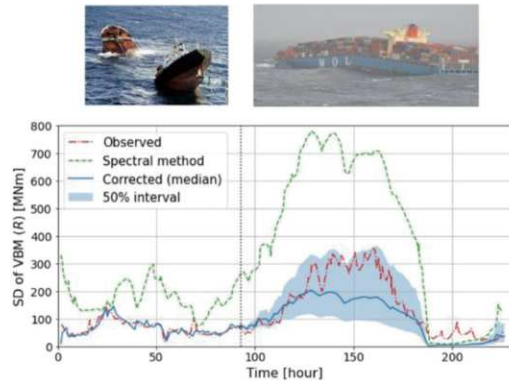 MOL
800
700
600
500
400
300
200
100
0
SD of VBM (R) [MNm]
Observed
Spectral method
Corrected (median)
50% interval
0 50 100 150 200
Time [hour]